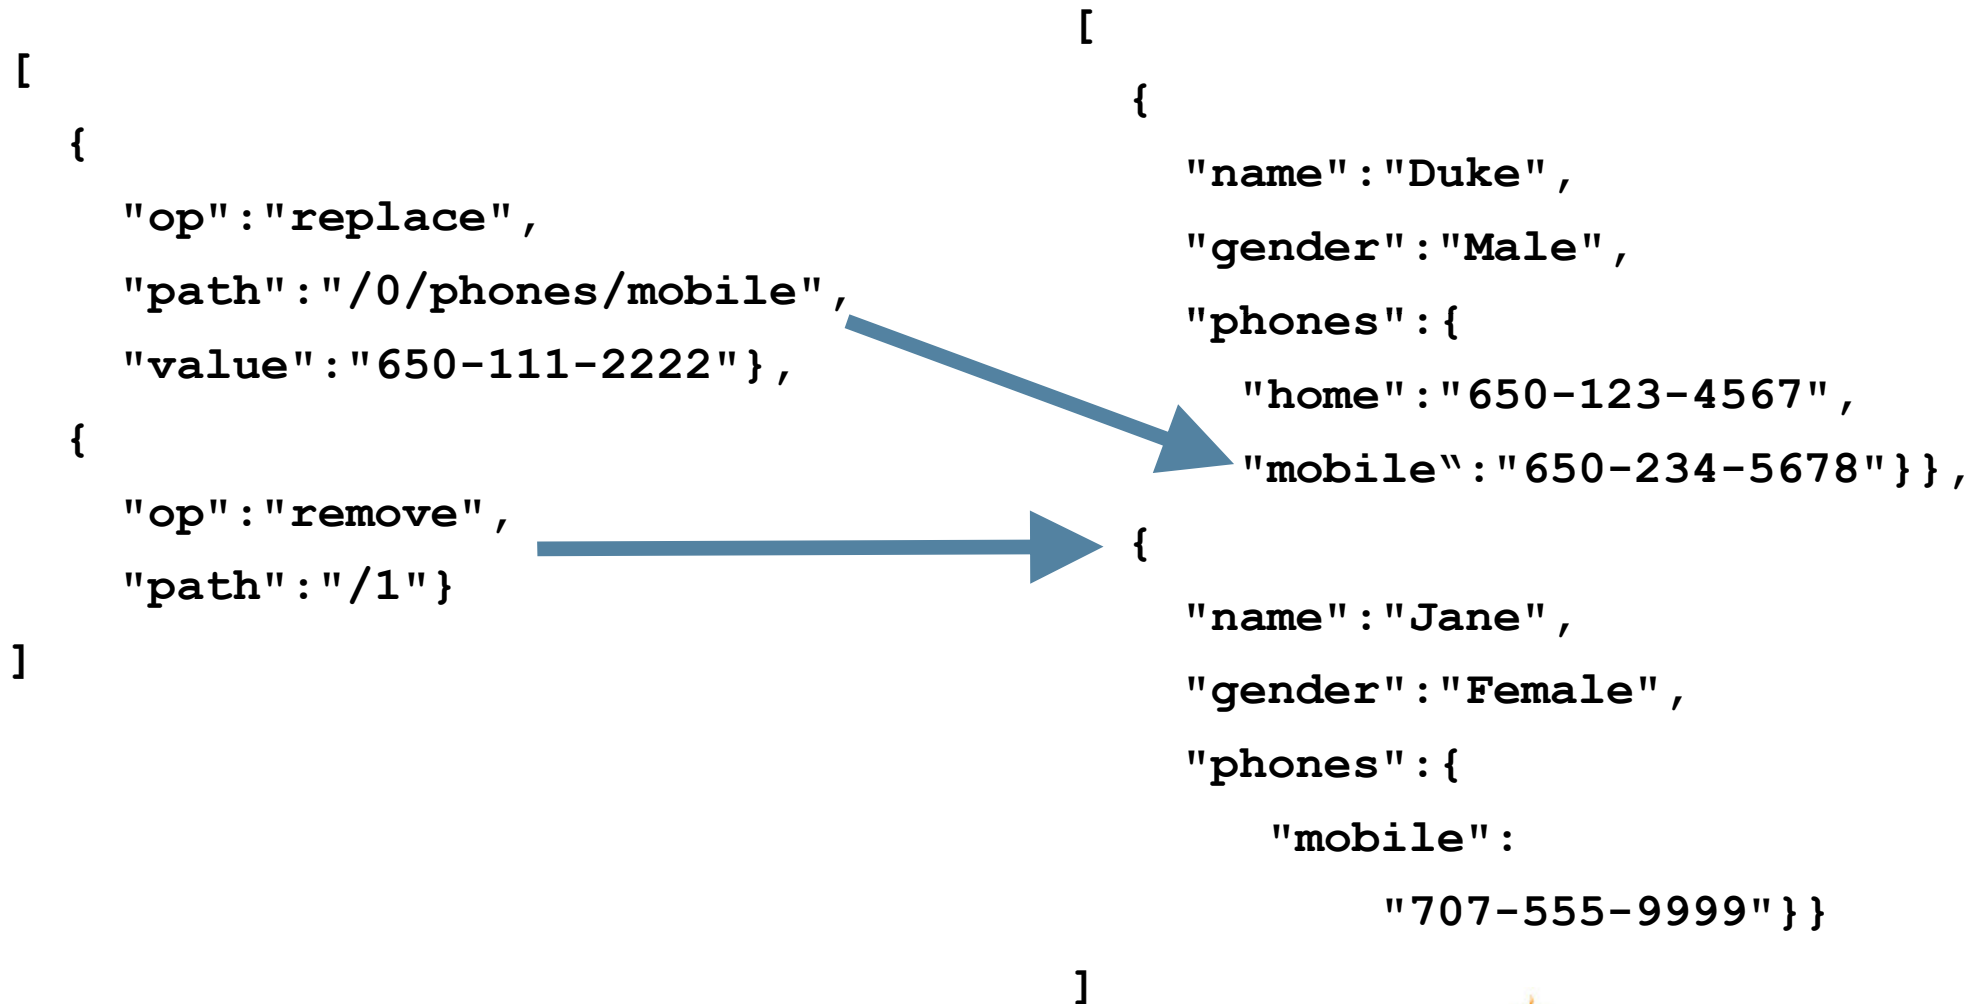 [
{
"op":"replace",
"path":"/0/phones/mobile",
"value":"650-111-2222"},
{
"op":"remove",
"path":"/1"}
]
[
{
"name":"Duke",
"gender":"Male",
"phones":{
"home":"650-123-4567",
"mobile“:"650-234-5678"}},
{
"name":"Jane",
"gender":"Female",
"phones":{
"mobile":
"707-555-9999"}}
]